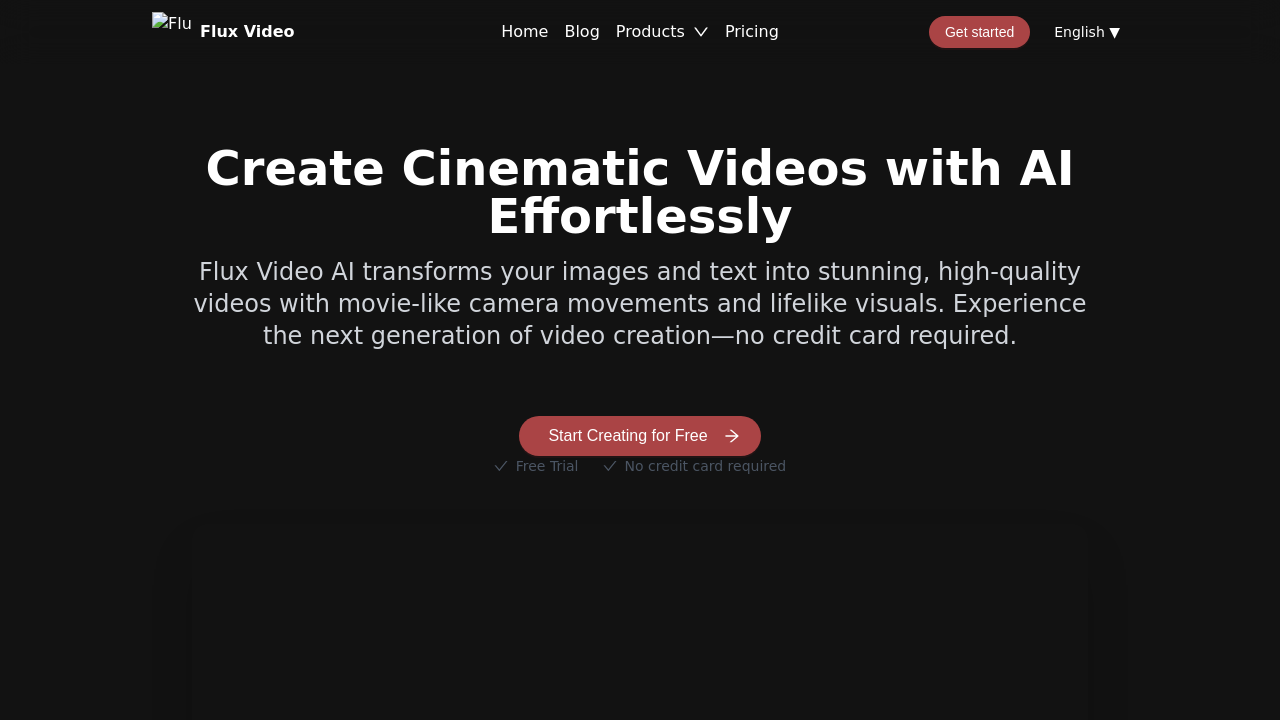 Flu
Flux Video
Home
Blog
Products
Pricing
Get started
English ▼
Create Cinematic Videos with AI
Effortlessly
Flux Video AI transforms your images and text into stunning, high-quality
videos with movie-like camera movements and lifelike visuals. Experience
the next generation of video creation—no credit card required.
Start Creating for Free
Free Trial
No credit card required